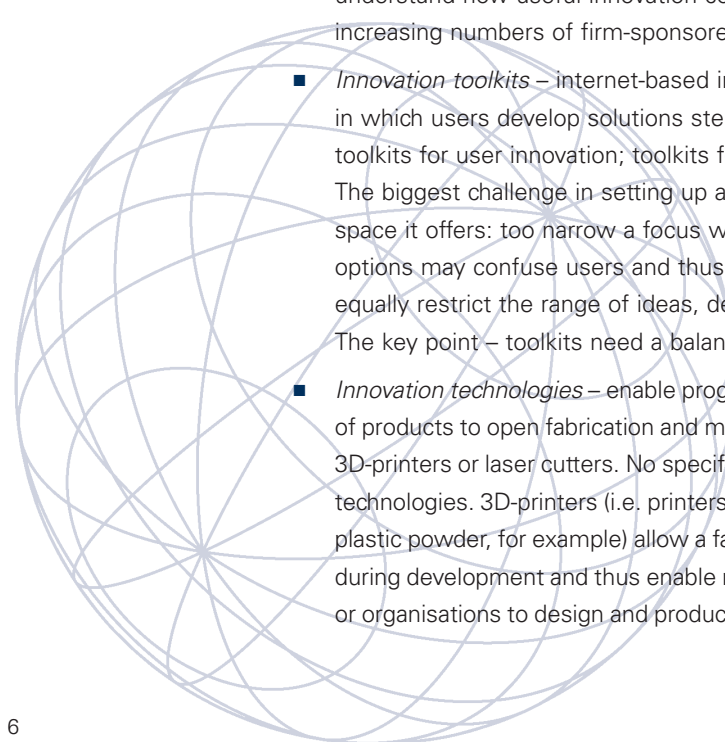 understand how useful innovation co
increasing numbers of firm-sponsore
■ Innovation toolkits – internet-based in
in which users develop solutions ste
toolkits for user innovation; toolkits f
The biggest challenge in setting up a
space it offers: too narrow a focus w
options may confuse users and thus
equally restrict the range of ideas, de
The key point – toolkits need a balan
■ Innovation technologies – enable prog
of products to open fabrication and m
3D-printers or laser cutters. No specif
technologies. 3D-printers (i.e. printers
plastic powder, for example) allow a fa
during development and thus enable r
or organisations to design and produc
6